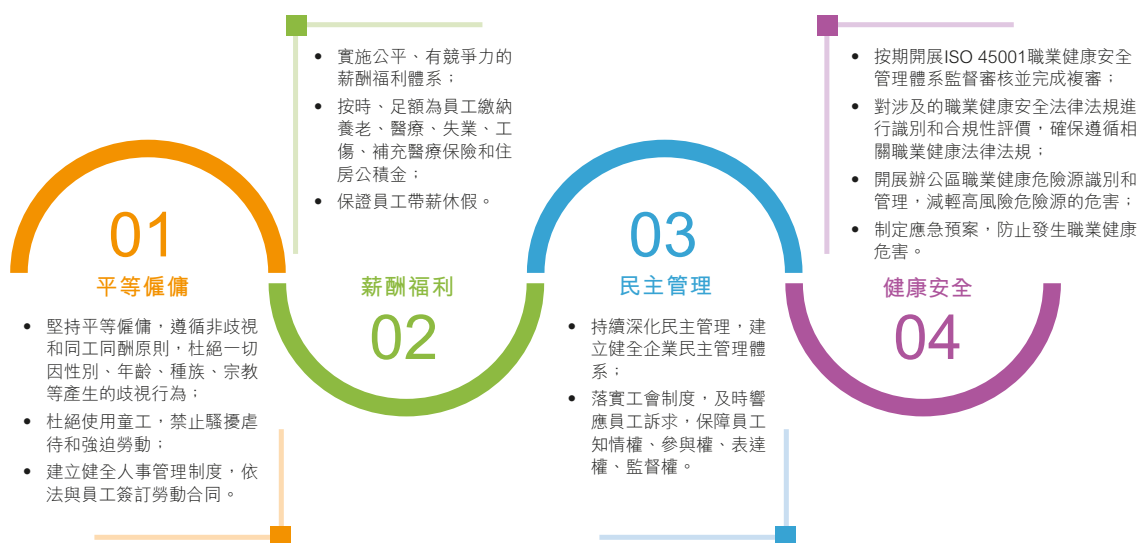 01
平等僱傭
• 堅持平等僱傭，遵循非歧視
和同工同酬原則，杜絕一切
因性別、年齡、種族、宗教
等產生的歧視行為；
• 杜絕使用童工，禁止騷擾虐
待和強迫勞動；
• 建立健全人事管理制度，依
法與員工簽訂勞動合同。
• 實施公平、有競爭力的
薪酬福利體系；
• 按時、足額為員工繳納
養老、醫療、失業、工
傷、補充醫療保險和住
房公積金；
• 保證員工帶薪休假。
薪酬福利
02
03
民主管理
• 持續深化民主管理，建
立健全企業民主管理體
系；
• 落實工會制度，及時響
應員工訴求，保障員工
知情權、參與權、表達
權、監督權。
• 按期開展ISO 45001職業健康安全
管理體系監督審核並完成複審；
• 對涉及的職業健康安全法律法規進
行識別和合規性評價，確保遵循相
關職業健康法律法規；
• 開展辦公區職業健康危險源識別和
管理，減輕高風險危險源的危害；
• 制定應急預案，防止發生職業健康
危害。
健康安全
04